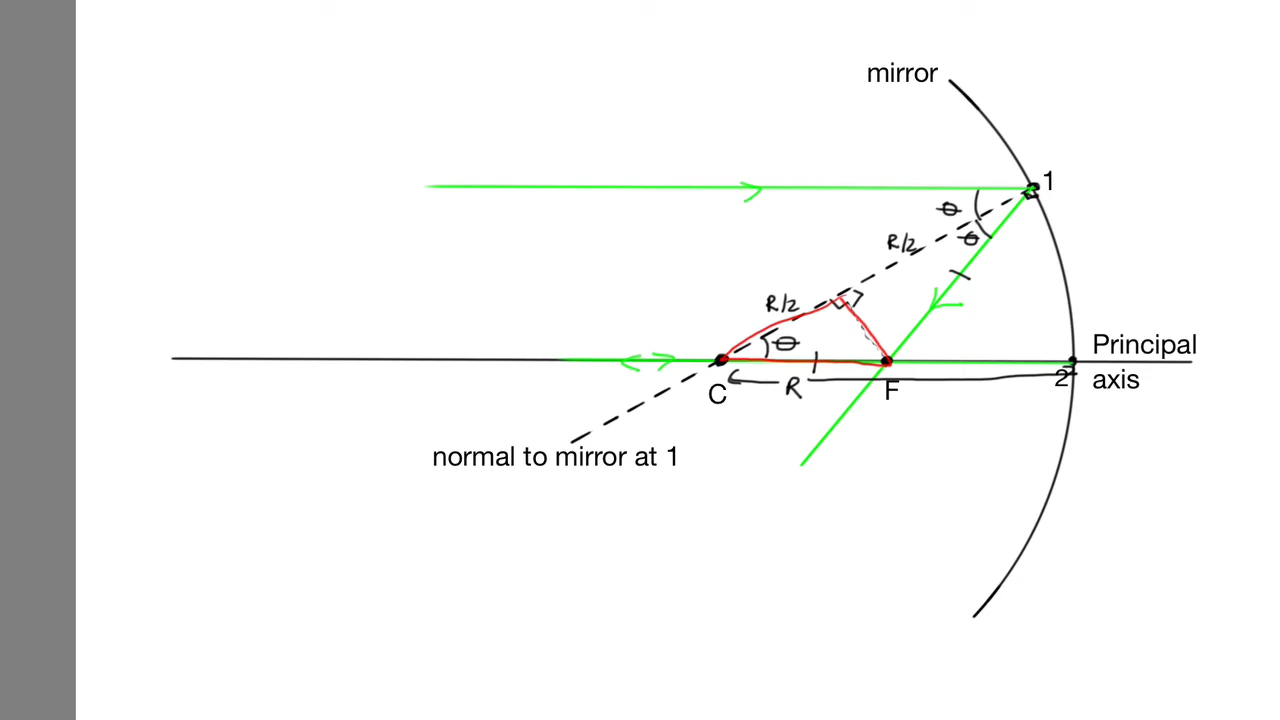 mirror
1
θ
θ
R/2
R/2
θ
Principal
axis
2
R
C
F
normal to mirror at 1